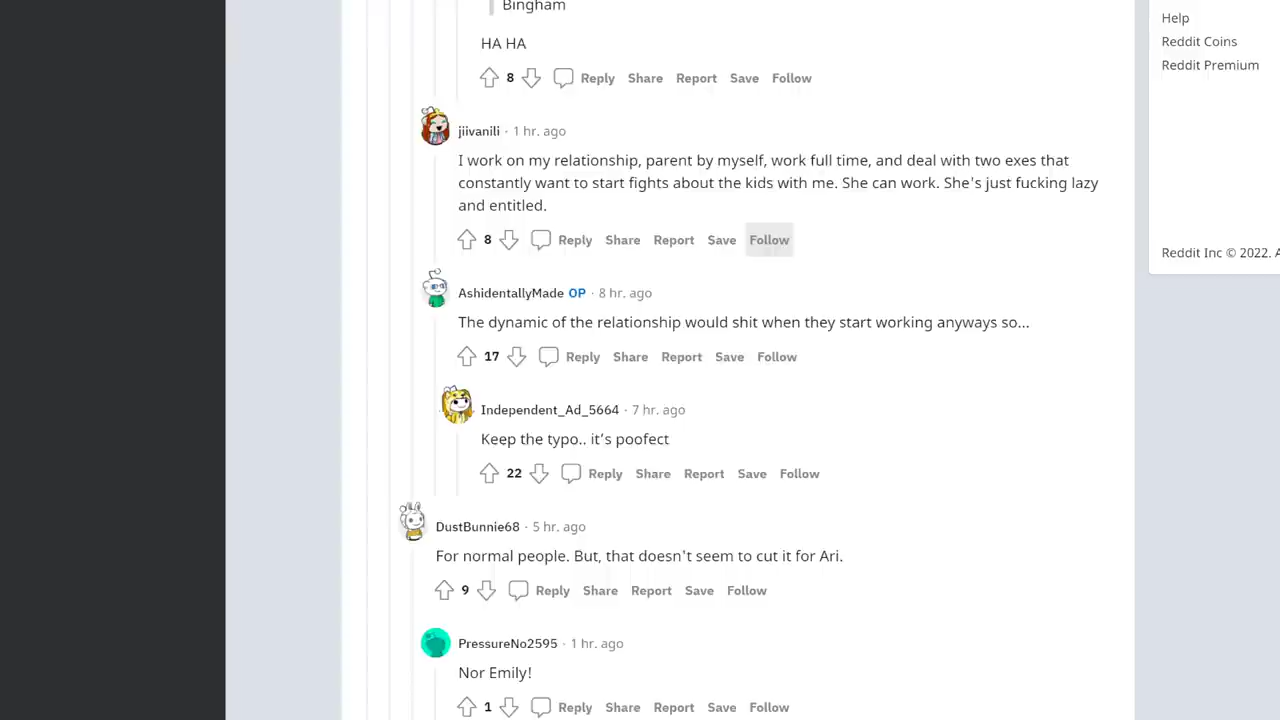 Bingham
HA HA
8 Reply Share Report Save Follow
jiivanili · 1 hr. ago
I work on my relationship, parent by myself, work full time, and deal with two exes that
constantly want to start fights about the kids with me. She can work. She's just fucking lazy
and entitled.
8 Reply Share Report Save Follow
AshidentallyMade OP · 8 hr. ago
The dynamic of the relationship would shit when they start working anyways so...
17 Reply Share Report Save Follow
Independent_Ad_5664 · 7 hr. ago
Keep the typo.. it’s poofect
22 Reply Share Report Save Follow
DustBunnie68 · 5 hr. ago
For normal people. But, that doesn't seem to cut it for Ari.
9 Reply Share Report Save Follow
PressureNo2595 · 1 hr. ago
Nor Emily!
1 Reply Share Report Save Follow
Help
Reddit Coins
Reddit Premium
Reddit Inc © 2022.